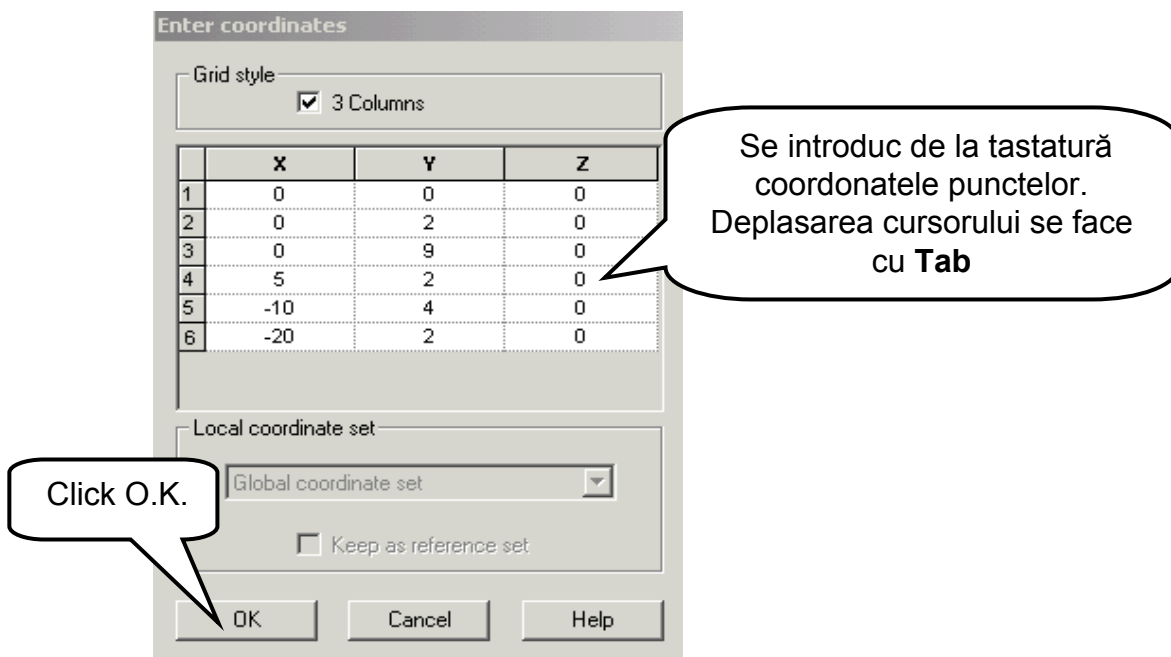 Enter coordinates
Grid style
3 Columns
X Y Z
1 0 0 0
2 0 2 0
3 0 9 0
4 5 2 0
5 -10 4 0
6 -20 2 0
Se introduc de la tastatură
coordonatele punctelor.
Deplasarea cursorului se face
cu Tab
Local coordinate set
Global coordinate set
Keep as reference set
Click O.K.
OK Cancel Help